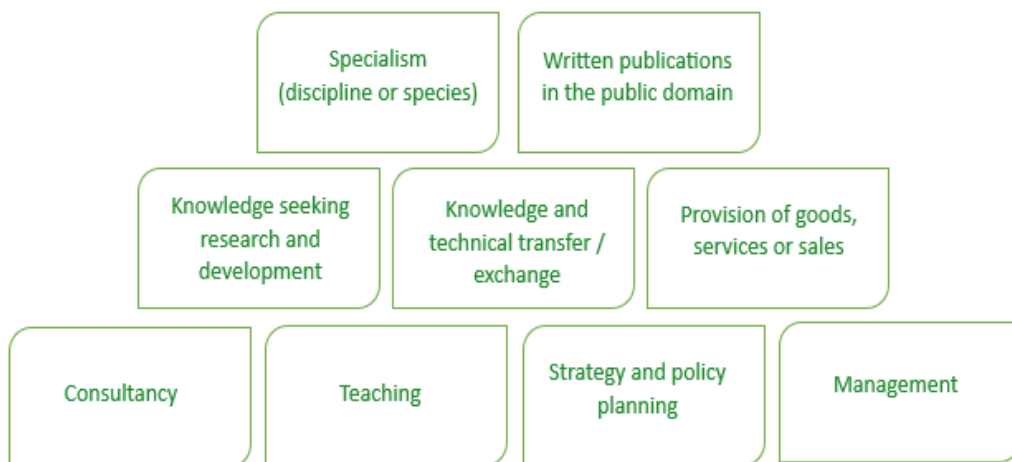 Specialism
(discipline or species)
Written publications
in the public domain
Knowledge seeking
research and
development
Knowledge and
technical transfer /
exchange
Provision of goods,
services or sales
Consultancy
Teaching
Strategy and policy
planning
Management